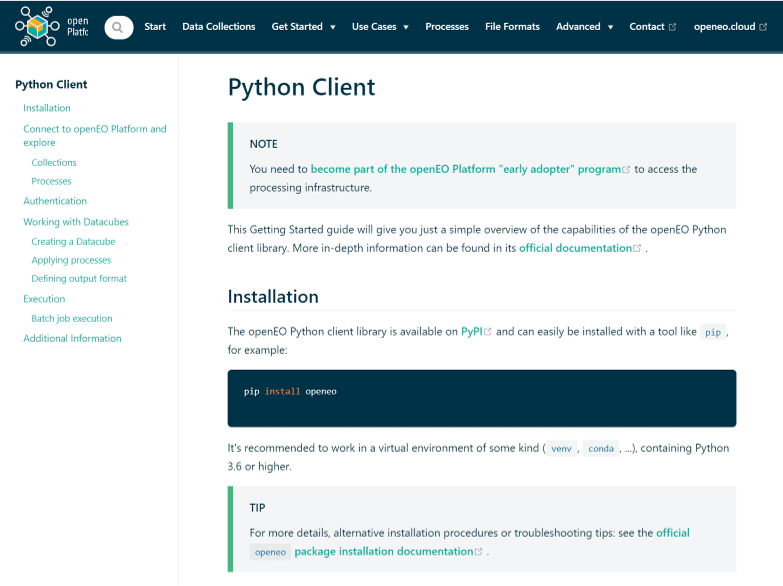 open
Platfc
Start Data Collections Get Started Use Cases Processes File Formats Advanced Contact openeo.cloud
Python Client
Installation
Connect to openEO Platform and
explore
Collections
Processes
Authentication
Working with Datacubes
Creating a Datacube
Applying processes
Defining output format
Execution
Batch job execution
Additional Information
Python Client
NOTE
You need to become part of the openEO Platform "early adopter" program to access the
processing infrastructure.
This Getting Started guide will give you just a simple overview of the capabilities of the openEO Python
client library. More in-depth information can be found in its official documentation .
Installation
The openEO Python client library is available on PyPI and can easily be installed with a tool like pip ,
for example:
pip install openeo
It's recommended to work in a virtual environment of some kind ( venv , conda , ...), containing Python
3.6 or higher.
TIP
For more details, alternative installation procedures or troubleshooting tips: see the official
openeo package installation documentation .